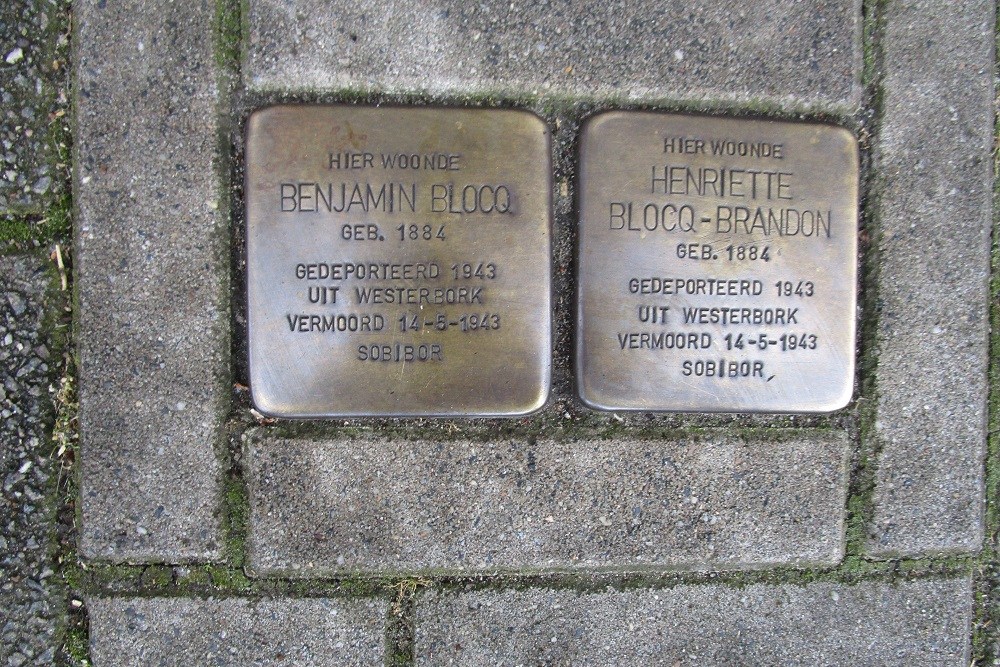 HIER WOONDE
BENJAMIN BLOCQ
GEB. 1884
GEDEPORTEERD 1943
UIT WESTERBORK
VERMOORD 14-5-1943
SOBIBOR
HIER WOONDE
HENRIETTE
BLOCQ-BRANDON
GEB. 1884
GEDEPORTEERD 1943
UIT WESTERBORK
VERMOORD 14-5-1943
SOBIBOR